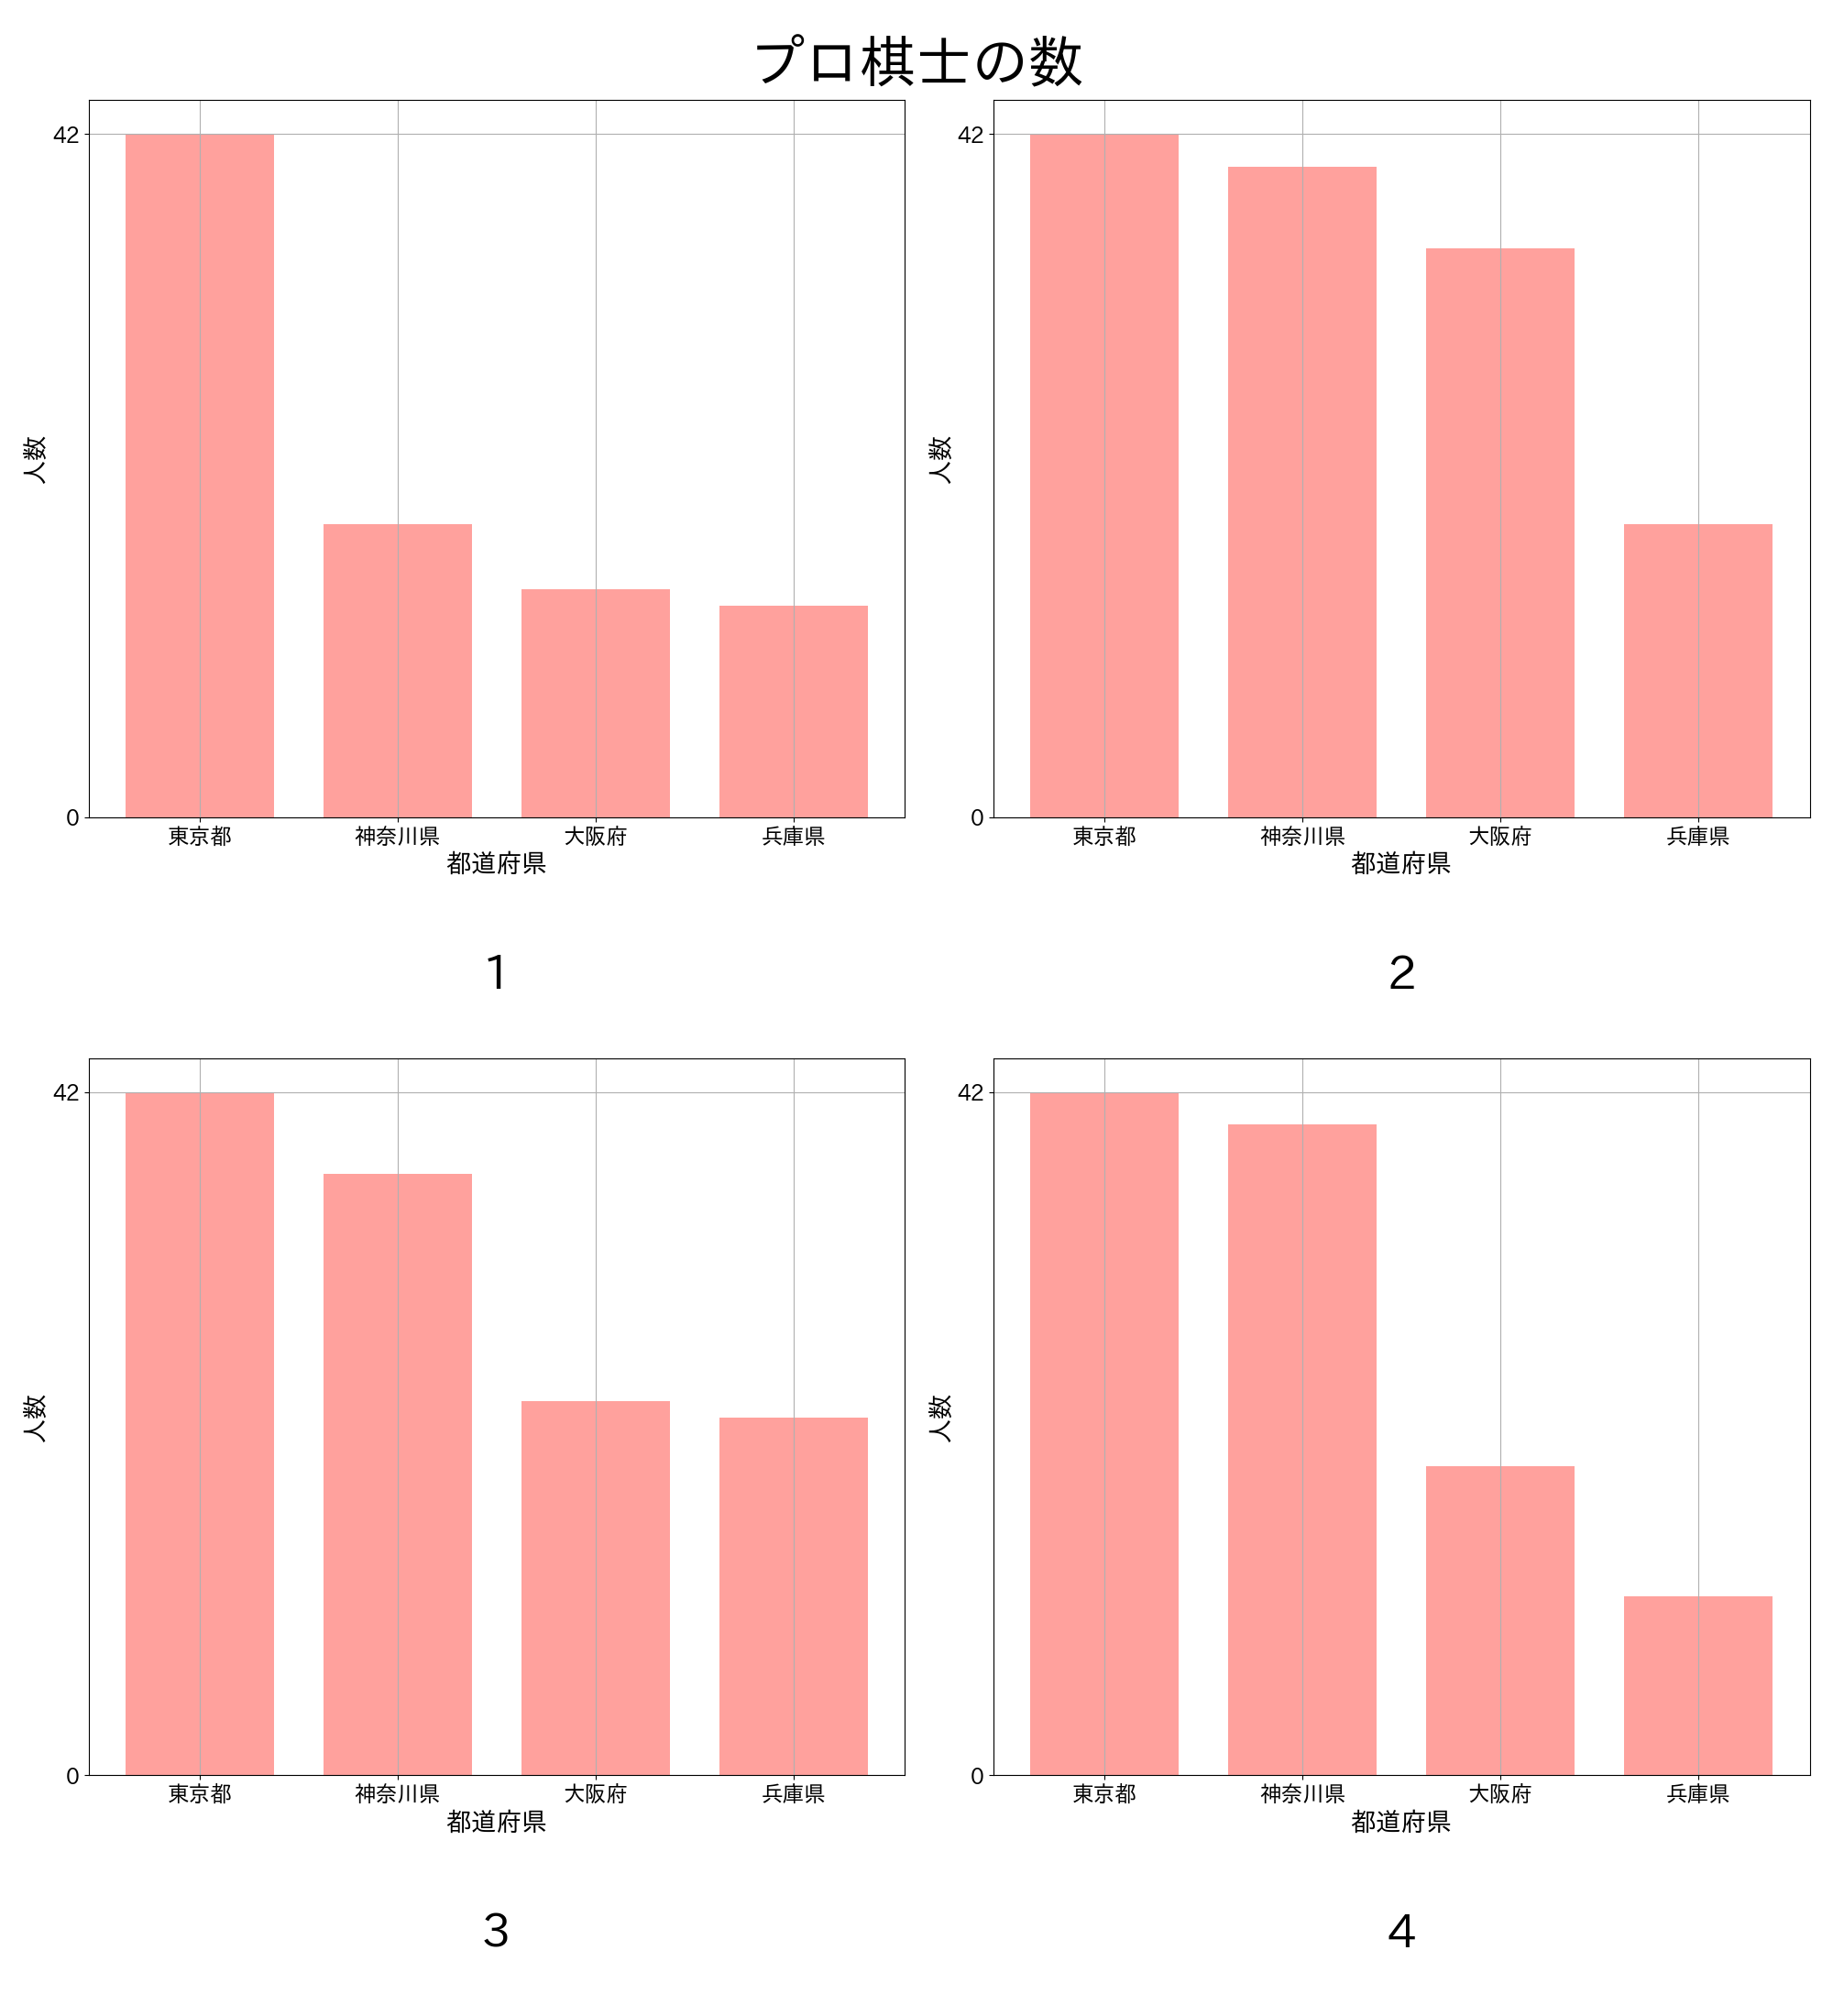 プロ棋士の数
42
0
人数
東京都 神奈川県 大阪府 兵庫県
都道府県
1
42
0
人数
東京都 神奈川県 大阪府 兵庫県
都道府県
2
42
0
人数
東京都 神奈川県 大阪府 兵庫県
都道府県
3
42
0
人数
東京都 神奈川県 大阪府 兵庫県
都道府県
4